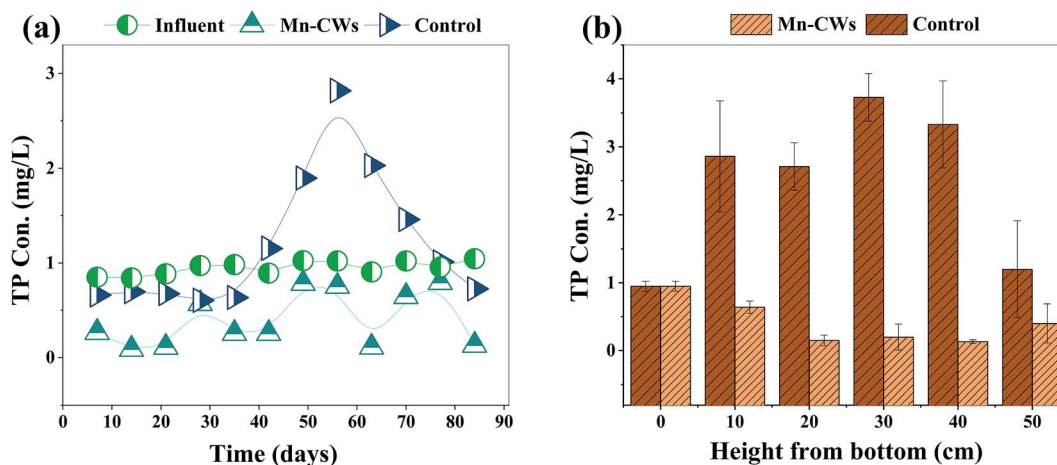 (a)
Influent Mn-CWs Control
TP Con. (mg/L)
3
2
1
0
0 10 20 30 40 50 60 70 80 90
Time (days)
(b)
Mn-CWs Control
TP Con. (mg/L)
4
3
2
1
0
0 10 20 30 40 50
Height from bottom (cm)